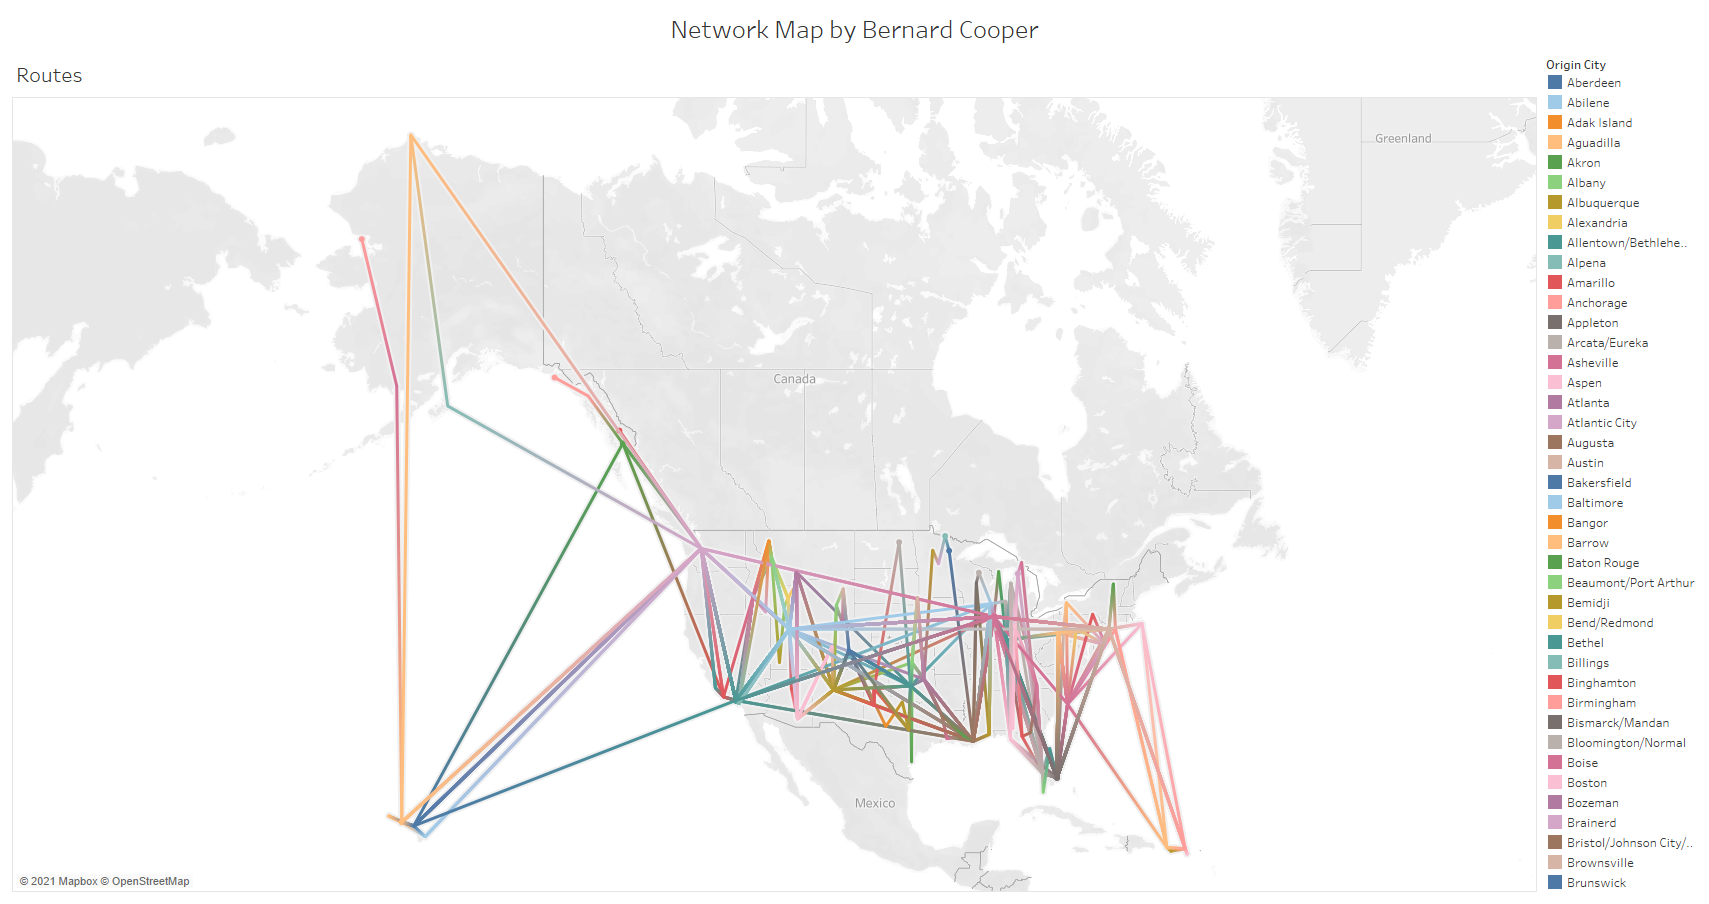 Network Map by Bernard Cooper
Routes
Greenland
Canada
Mexico
© 2021 Mapbox © OpenStreetMap
Origin City
Aberdeen
Abilene
Adak Island
Aguadilla
Akron
Albany
Albuquerque
Alexandria
Allentown/Bethlehe..
Alpena
Amarillo
Anchorage
Appleton
Arcata/Eureka
Asheville
Aspen
Atlanta
Atlantic City
Augusta
Austin
Bakersfield
Baltimore
Bangor
Barrow
Baton Rouge
Beaumont/Port Arthur
Bemidji
Bend/Redmond
Bethel
Billings
Binghamton
Birmingham
Bismarck/Mandan
Bloomington/Normal
Boise
Boston
Bozeman
Brainerd
Bristol/Johnson City/..
Brownsville
Brunswick